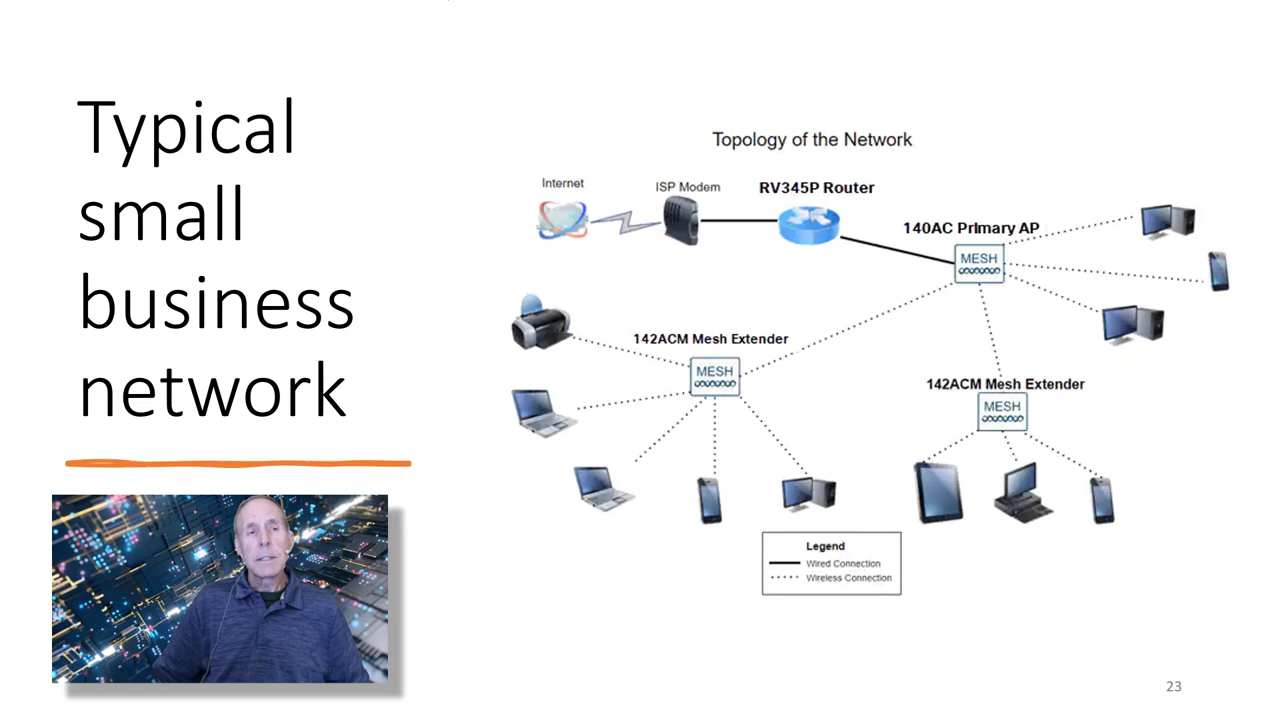 Typical
small
business
network
Topology of the Network
Internet
ISP Modem
RV345P Router
140AC Primary AP
MESH
142ACM Mesh Extender
MESH
142ACM Mesh Extender
MESH
Legend
Wired Connection
Wireless Connection
23